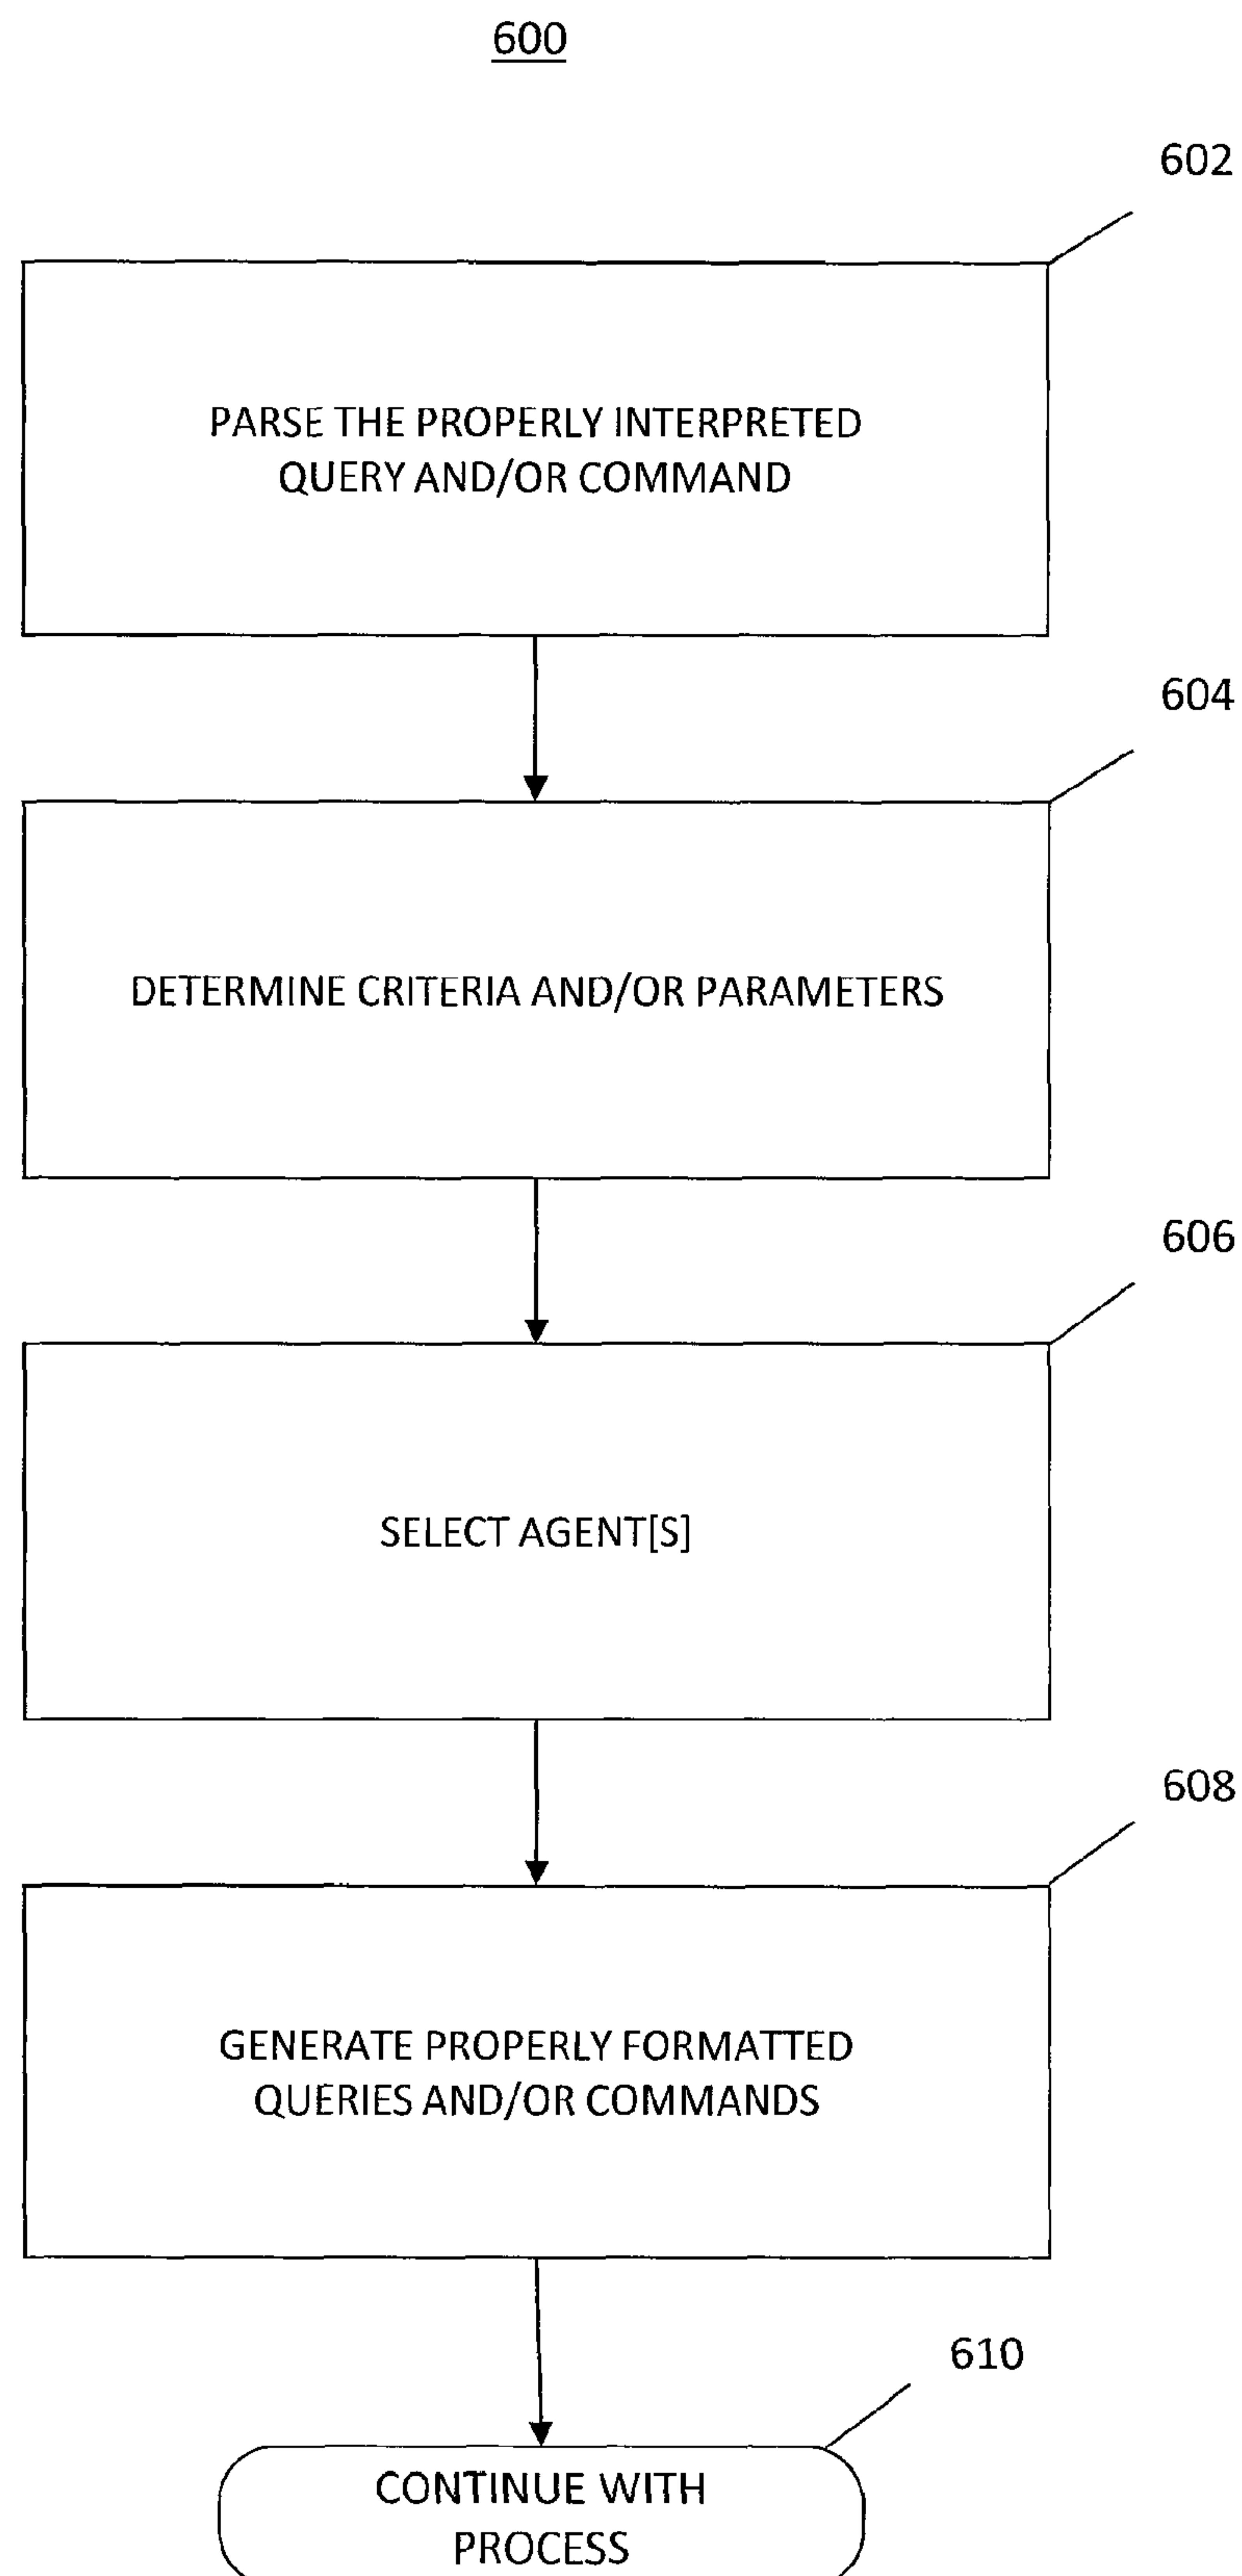 600
602
PARSE THE PROPERLY INTERPRETED
QUERY AND/OR COMMAND
604
DETERMINE CRITERIA AND/OR PARAMETERS
606
SELECT AGENT[S]
608
GENERATE PROPERLY FORMATTED
QUERIES AND/OR COMMANDS
610
CONTINUE WITH
PROCESS